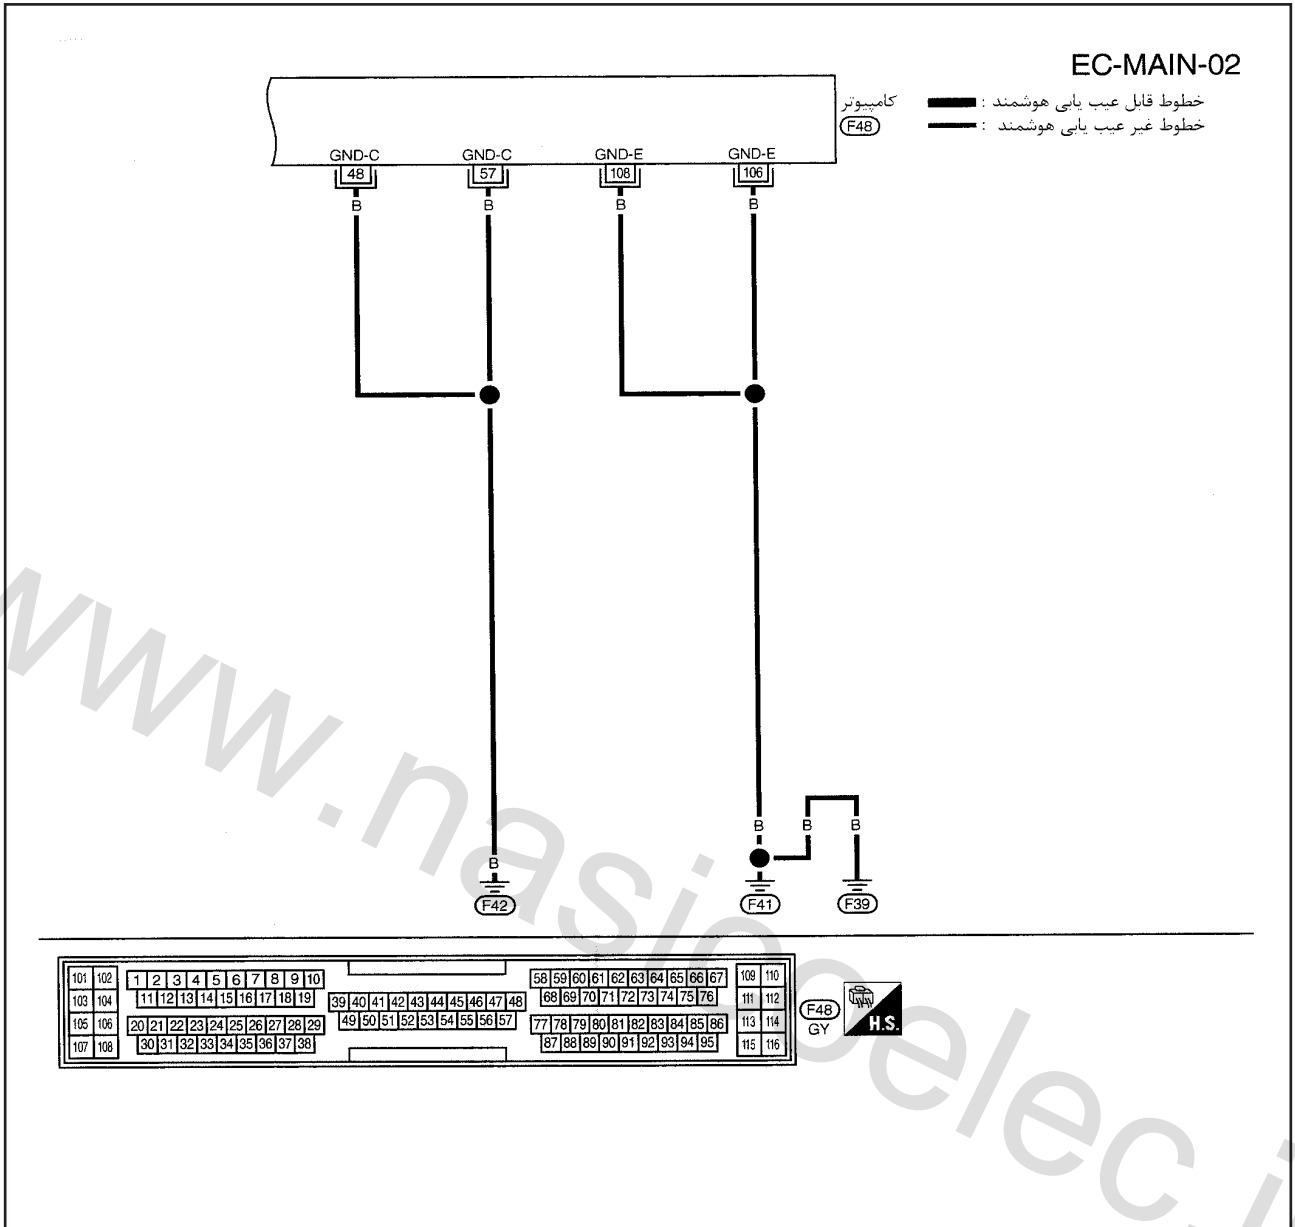 EC-MAIN-02
خطوط قابل عیب یابی هوشمند :
خطوط غیر عیب یابی هوشمند :
کامپیوتر
F48
GND-C GND-C GND-E GND-E
48 57 108 106
B B B B
B B B
B
F42 F41 F39
101 102 1 2 3 4 5 6 7 8 9 10 58 59 60 61 62 63 64 65 66 67 109 110
103 104 11 12 13 14 15 16 17 18 19 39 40 41 42 43 44 45 46 47 48 68 69 70 71 72 73 74 75 76 111 112
105 106 20 21 22 23 24 25 26 27 28 29 49 50 51 52 53 54 55 56 57 77 78 79 80 81 82 83 84 85 86 113 114
107 108 30 31 32 33 34 35 36 37 38 87 88 89 90 91 92 93 94 95 115 116
F48
GY
H.S.
www.nasjooelec.i